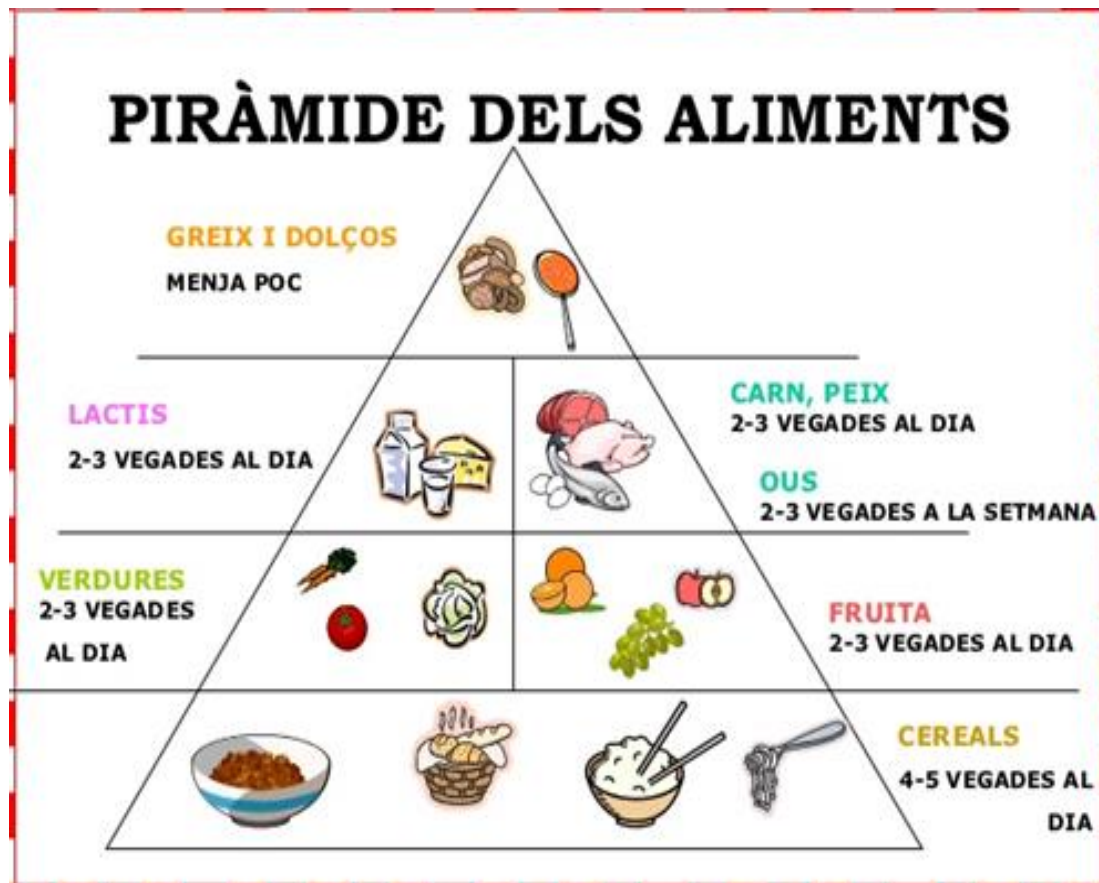 PIRÀMIDE DELS ALIMENTS
GREIX I DOLÇOS
MENJA POC
LACTIS
2-3 VEGADES AL DIA
CARN, PEIX
2-3 VEGADES AL DIA
OUS
2-3 VEGADES A LA SETMANA
VERDURES
2-3 VEGADES
AL DIA
FRUITA
2-3 VEGADES AL DIA
CEREALS
4-5 VEGADES AL
DIA